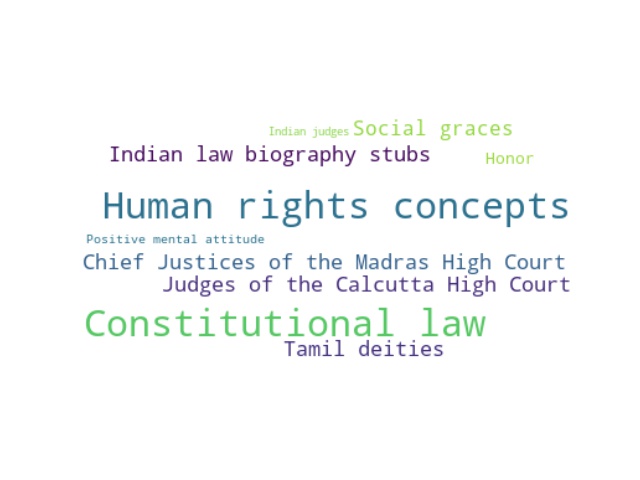 Indian judges Social graces
Indian law biography stubs Honor
Human rights concepts
Positive mental attitude
Chief Justices of the Madras High Court
Judges of the Calcutta High Court
Constitutional law
Tamil deities